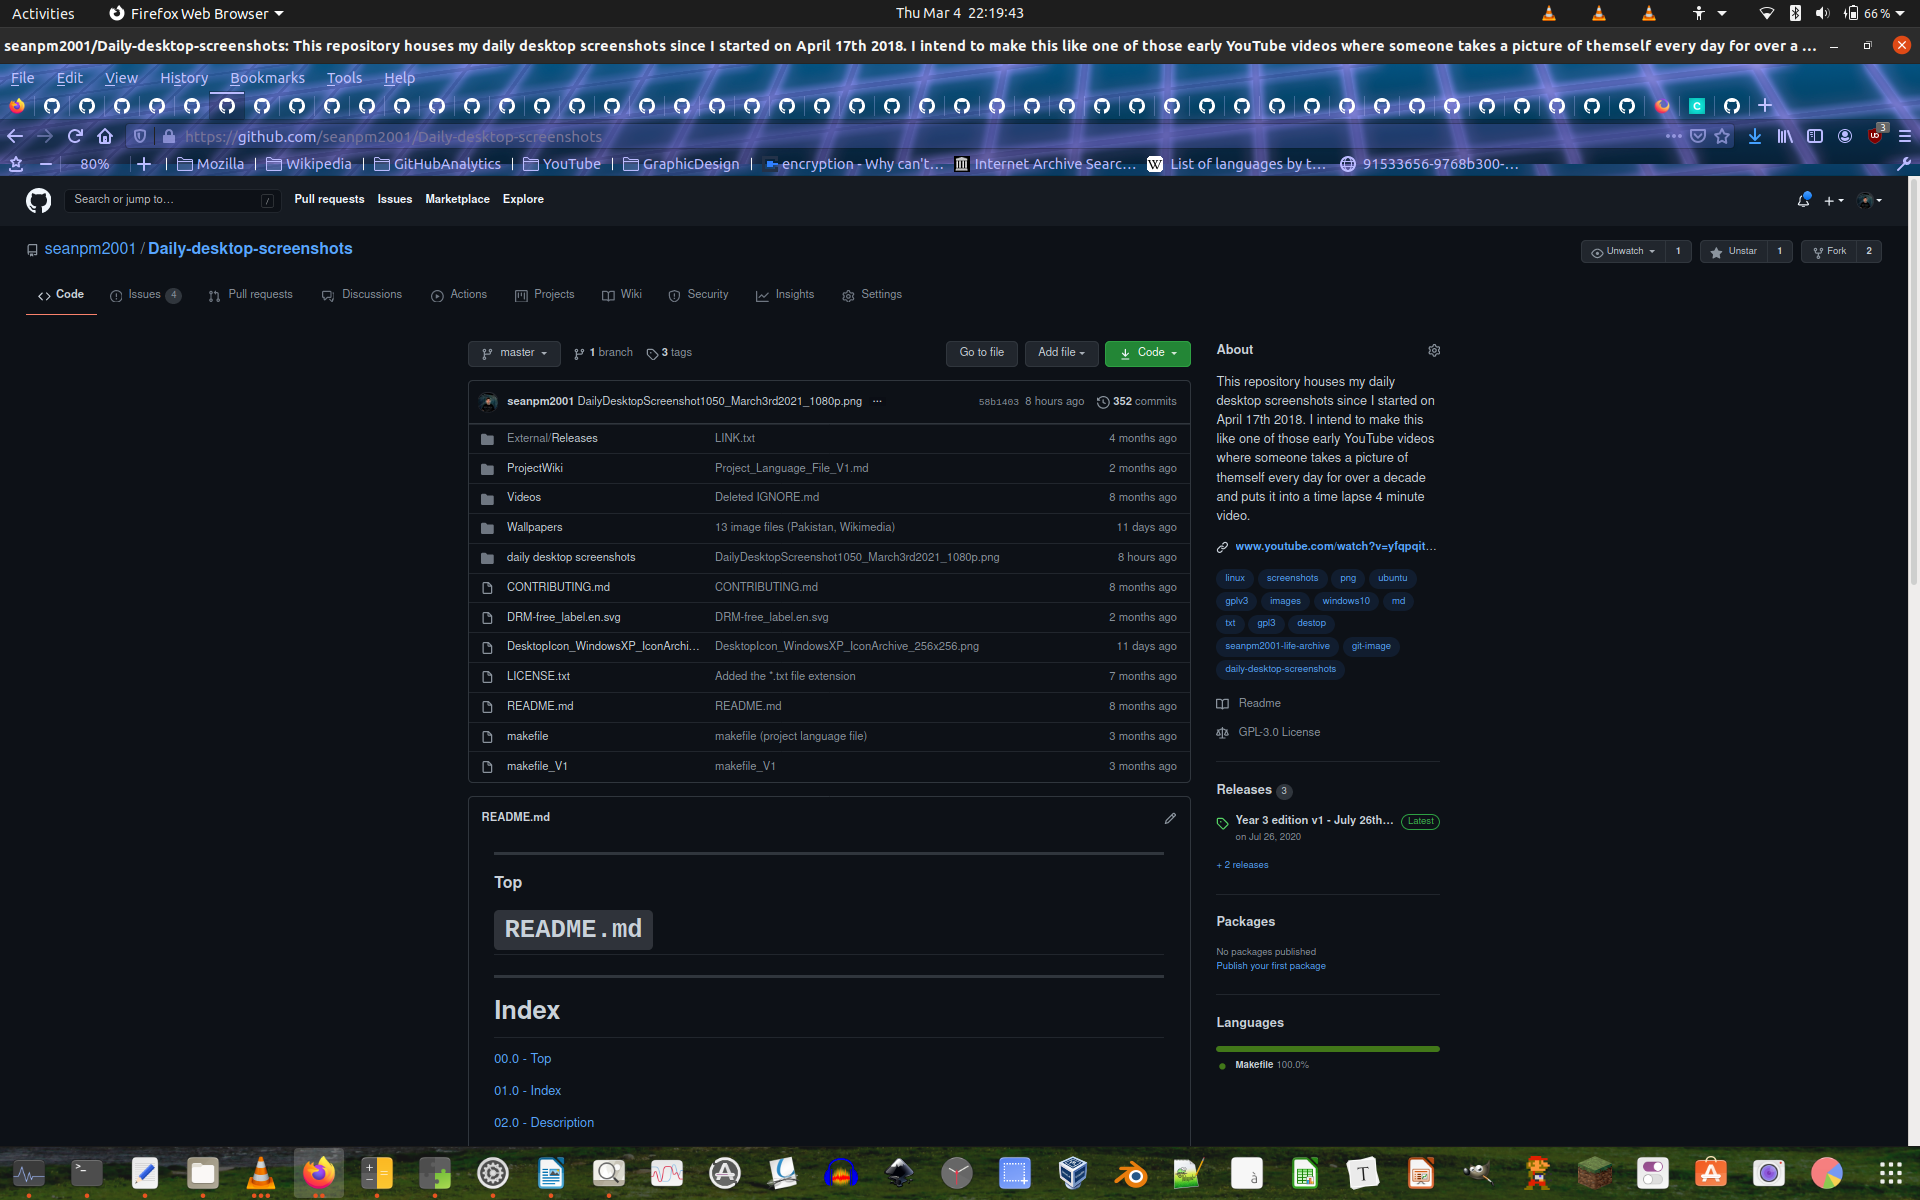 Activities Firefox Web Browser Thu Mar 4 22:19:43 66 %
seanpm2001/Daily-desktop-screenshots: This repository houses my daily desktop screenshots since I started on April 17th 2018. I intend to make this like one of those early YouTube videos where someone takes a picture of themself every day for over a ...
File Edit View History Bookmarks Tools Help
https://github.com/seanpm2001/Daily-desktop-screenshots 3
80% Mozilla Wikipedia GitHubAnalytics YouTube GraphicDesign encryption - Why can't... Internet Archive Searc... List of languages by t... 91533656-9768b300-...
Search or jump to... / Pull requests Issues Marketplace Explore
seanpm2001 / Daily-desktop-screenshots Unwatch 1 Unstar 1 Fork 2
Code Issues 4 Pull requests Discussions Actions Projects Wiki Security Insights Settings
master 1 branch 3 tags Go to file Add file Code
seanpm2001 DailyDesktopScreenshot1050_March3rd2021_1080p.png ... 58b1403 8 hours ago 352 commits
External/Releases LINK.txt 4 months ago
ProjectWiki Project_Language_File_V1.md 2 months ago
Videos Deleted IGNORE.md 8 months ago
Wallpapers 13 image files (Pakistan, Wikimedia) 11 days ago
daily desktop screenshots DailyDesktopScreenshot1050_March3rd2021_1080p.png 8 hours ago
CONTRIBUTING.md CONTRIBUTING.md 8 months ago
DRM-free_label.en.svg DRM-free_label.en.svg 2 months ago
DesktopIcon_WindowsXP_IconArchi... DesktopIcon_WindowsXP_IconArchive_256x256.png 11 days ago
LICENSE.txt Added the *.txt file extension 7 months ago
README.md README.md 8 months ago
makefile makefile (project language file) 3 months ago
makefile_V1 makefile_V1 3 months ago
README.md
Top
README.md
Index
00.0 - Top
01.0 - Index
02.0 - Description
About
This repository houses my daily
desktop screenshots since I started on
April 17th 2018. I intend to make this
like one of those early YouTube videos
where someone takes a picture of
themself every day for over a decade
and puts it into a time lapse 4 minute
video.
www.youtube.com/watch?v=yfqpqit...
linux screenshots png ubuntu
gplv3 images windows10 md
txt gpl3 destop
seanpm2001-life-archive git-image
daily-desktop-screenshots
Readme
GPL-3.0 License
Releases 3
Year 3 edition v1 - July 26th... Latest
on Jul 26, 2020
+ 2 releases
Packages
No packages published
Publish your first package
Languages
Makefile 100.0%